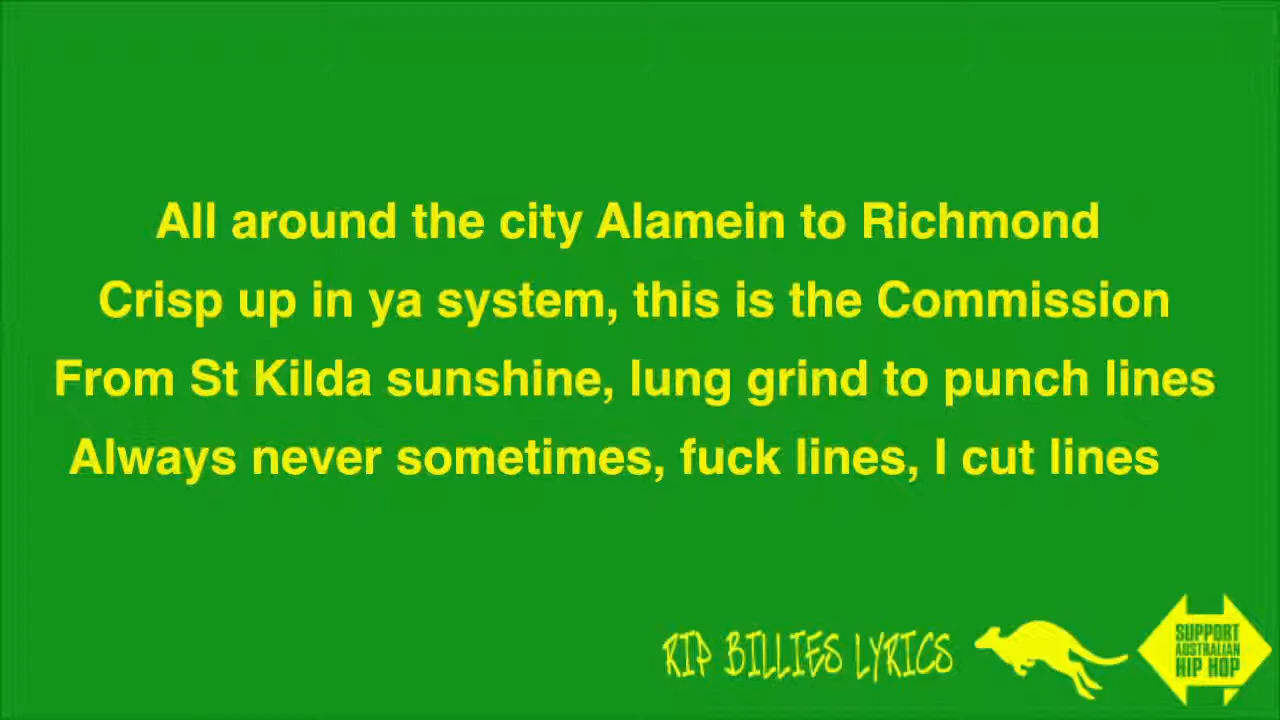 All around the city Alamein to Richmond
Crisp up in ya system, this is the Commission
From St Kilda sunshine, lung grind to punch lines
Always never sometimes, fuck lines, I cut lines
RIP BILLIES LYRICS
SUPPORT
AUSTRALIAN
HIP HOP